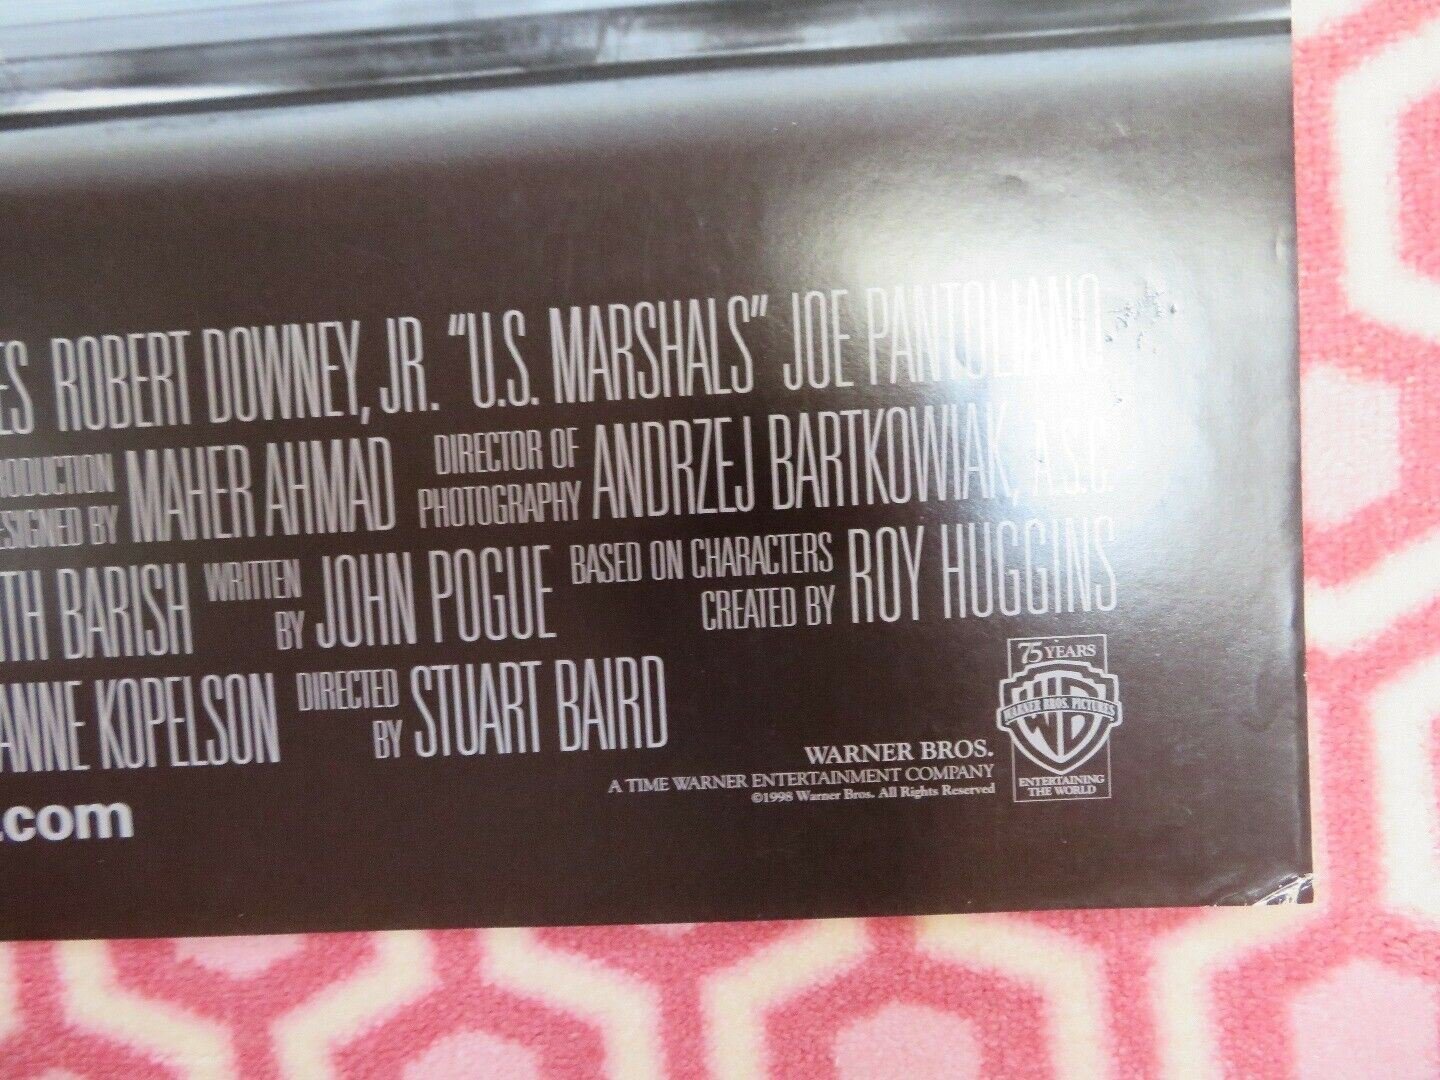 ES ROBERT DOWNEY, JR. "U.S. MARSHALS" JOE PANTOLIANO
RODUCTION
ESIGNED BY MAHER AHMAD DIRECTOR OF
PHOTOGRAPHY ANDRZEJ BARTKOWIAK, A.S.C.
TH BARISH WRITTEN
BY JOHN POGUE BASED ON CHARACTERS
CREATED BY ROY HUGGINS
ANNE KOPELSON DIRECTED
BY STUART BAIRD
.com
WARNER BROS.
A TIME WARNER ENTERTAINMENT COMPANY
©1998 Warner Bros. All Rights Reserved
75 YEARS
WB
WARNER BROS. PICTURES
ENTERTAINING
THE WORLD